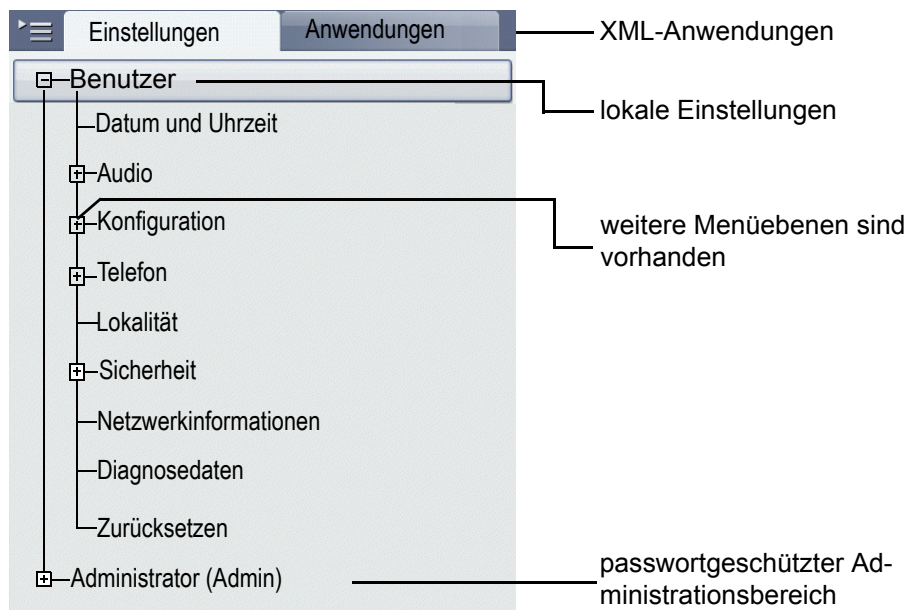 Einstellungen
Anwendungen
XML-Anwendungen
Benutzer
lokale Einstellungen
Datum und Uhrzeit
Audio
Konfiguration
weitere Menüebenen sind
vorhanden
Telefon
Lokalität
Sicherheit
Netzwerkinformationen
Diagnosedaten
Zurücksetzen
Administrator (Admin)
passwortgeschützter Ad-
ministrationsbereich